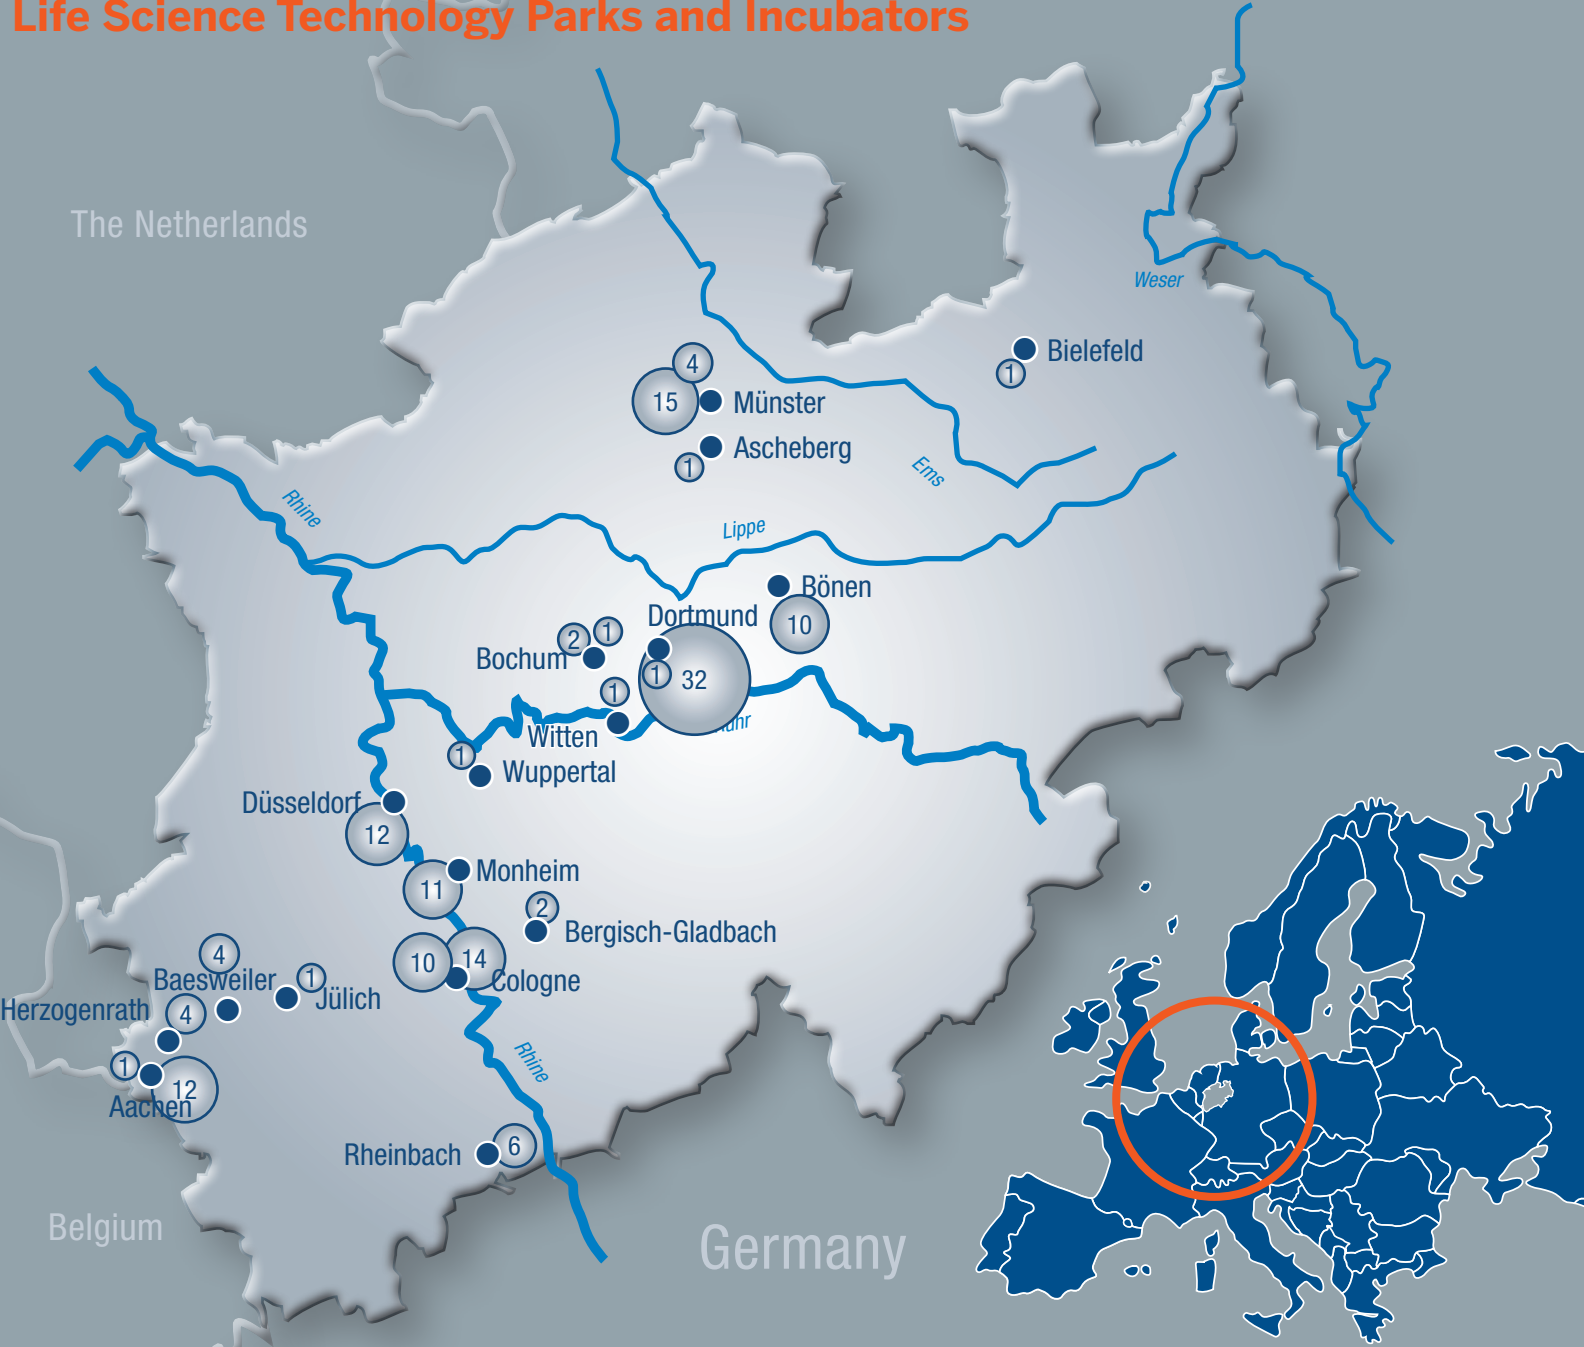 Life Science Technology Parks and Incubators
The Netherlands
Weser
Bielefeld
1
4
15
Münster
Ascheberg
1
Ems
Rhine
Lippe
Bönen
10
Dortmund
2
1
Bochum
1
32
1
Witten
Wuppertal
1
Düsseldorf
12
Monheim
11
2
Bergisch-Gladbach
10
14
Cologne
4
Baesweiler
1
Jülich
Herzogenrath
4
1
12
Aachen
Rhine
Rheinbach
6
Belgium
Germany